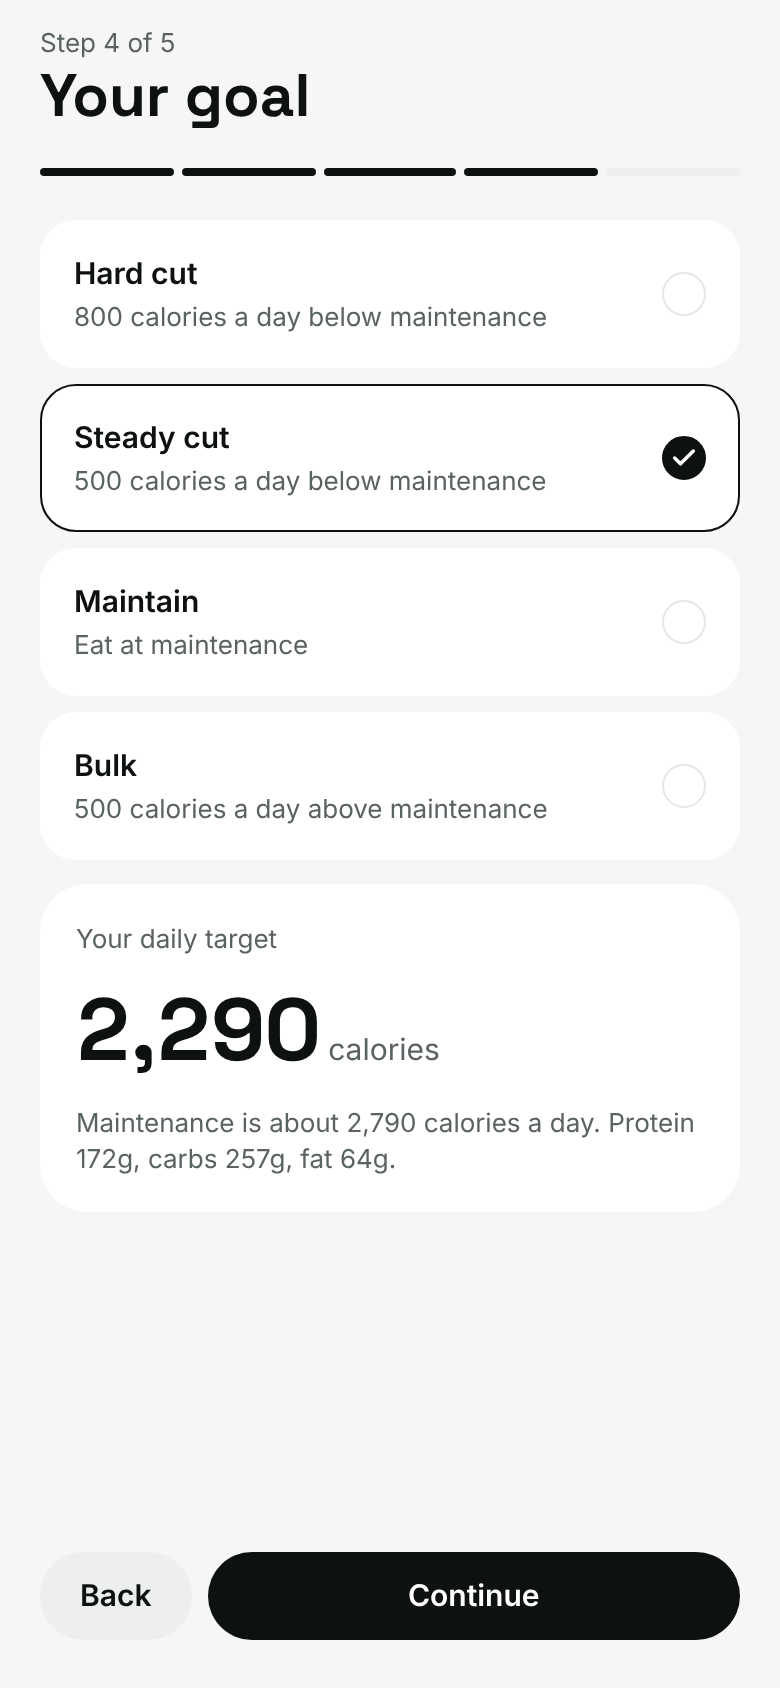 Step 4 of 5
Your goal
Hard cut
800 calories a day below maintenance
Steady cut
500 calories a day below maintenance
Maintain
Eat at maintenance
Bulk
500 calories a day above maintenance
Your daily target
2,290 calories
Maintenance is about 2,790 calories a day. Protein
172g, carbs 257g, fat 64g.
Back
Continue